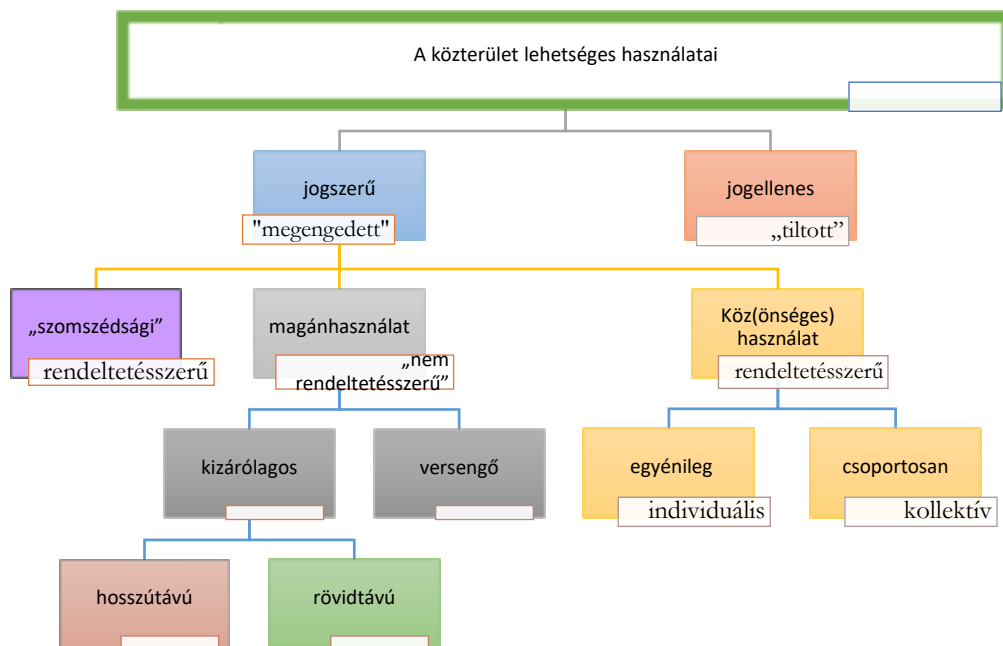 A közterület lehetséges használatai
jogszerű
"megengedett"
jogellenes
„tiltott”
„szomszédsági”
rendeltetésszerű
magánhasználat
„nem
rendeltetésszerű”
Köz(önséges)
használat
rendeltetésszerű
kizárólagos
versengő
egyénileg
individuális
csoportosan
kollektív
hosszútávú
rövidtávú